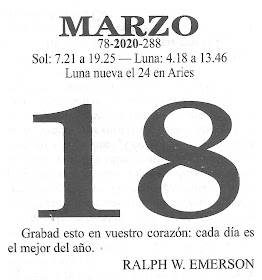 MARZO
78-2020-288
Sol: 7.21 a 19.25 — Luna: 4.18 a 13.46
Luna nueva el 24 en Aries
18
Grabad esto en vuestro corazón: cada día es
el mejor del año.
RALPH W. EMERSON